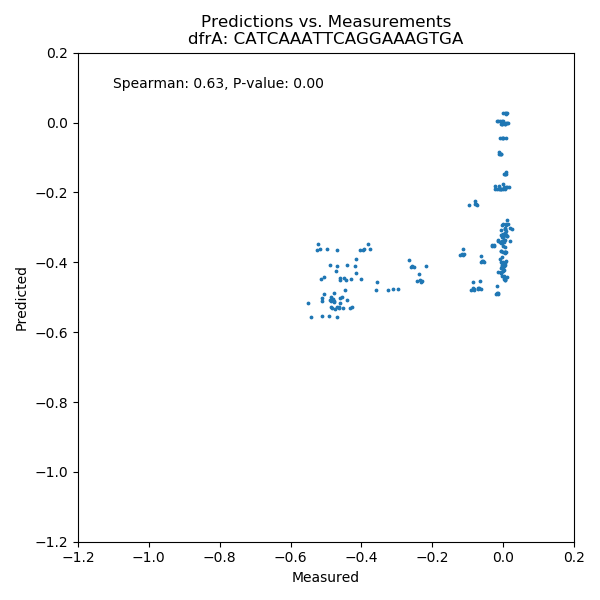 Predictions vs. Measurements
dfrA: CATCAAATTCAGGAAAGTGA
Spearman: 0.63, P-value: 0.00
0.2
0.0
−0.2
−0.4
−0.6
−0.8
−1.0
−1.2
Predicted
−1.2 −1.0 −0.8 −0.6 −0.4 −0.2 0.0 0.2
Measured